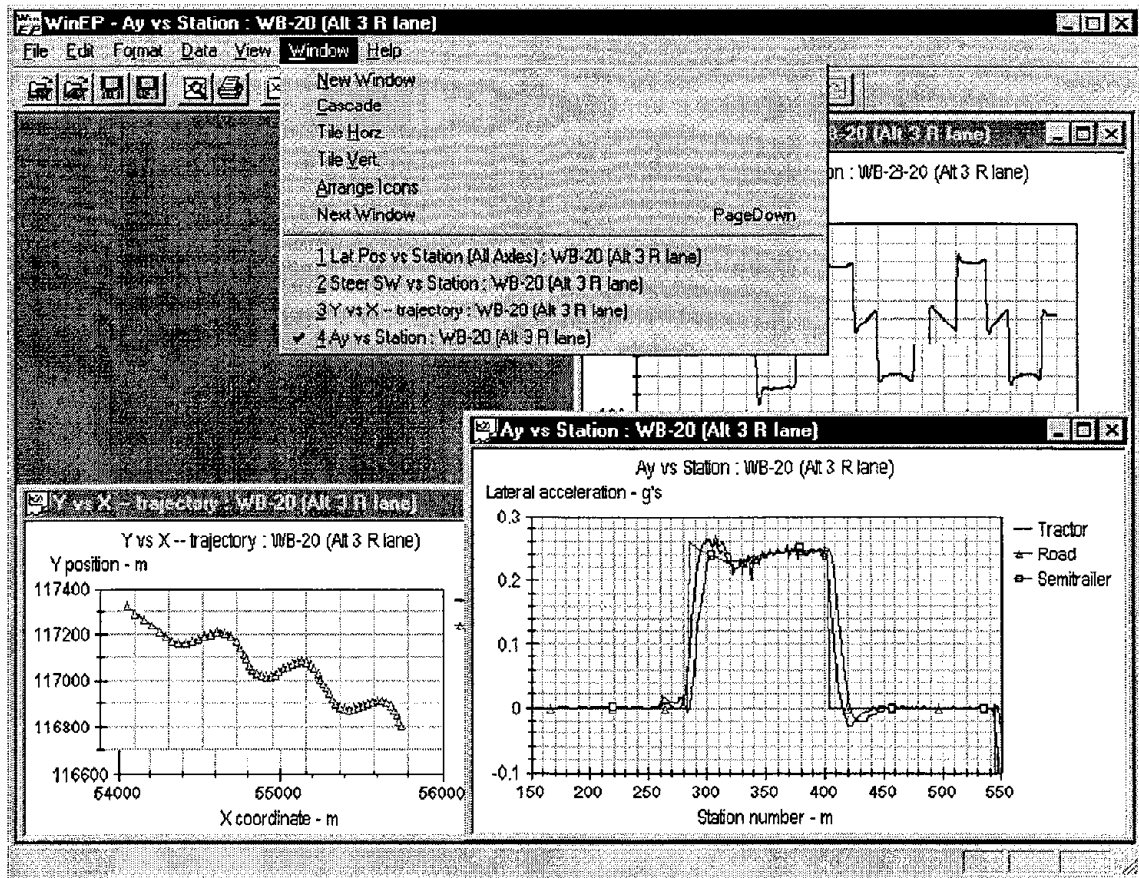 WinEP - Ay vs Station : WB-20 (Alt 3 R lane)
File Edit Format Data View Window Help
New Window
Cascade
Tile Horz.
Tile Vert.
Arrange Icons
Next Window PageDown
1 Lat Pos vs Station (All Axles) : WB-20 (Alt 3 R lane)
2 Steer SW vs Station : WB-20 (Alt 3 R lane)
3 Y vs X -- trajectory : WB-20 (Alt 3 R lane)
✔ 4 Ay vs Station : WB-20 (Alt 3 R lane)
B-20 (Alt 3 R lane)
on : WB-20 (Alt 3 R lane)
Ay vs Station : WB-20 (Alt 3 R lane)
Ay vs Station : WB-20 (Alt 3 R lane)
Lateral acceleration - g's
0.3
0.2
0.1
0
-0.1
150 200 250 300 350 400 450 500 550
Station number - m
Tractor
Road
Semitrailer
Y vs X -- trajectory : WB-20 (Alt 3 R lane)
Y vs X -- trajectory : WB-20 (Alt 3 R lane)
Y position - m
117400
117200
117000
116800
116600
54000 55000 56000
X coordinate - m